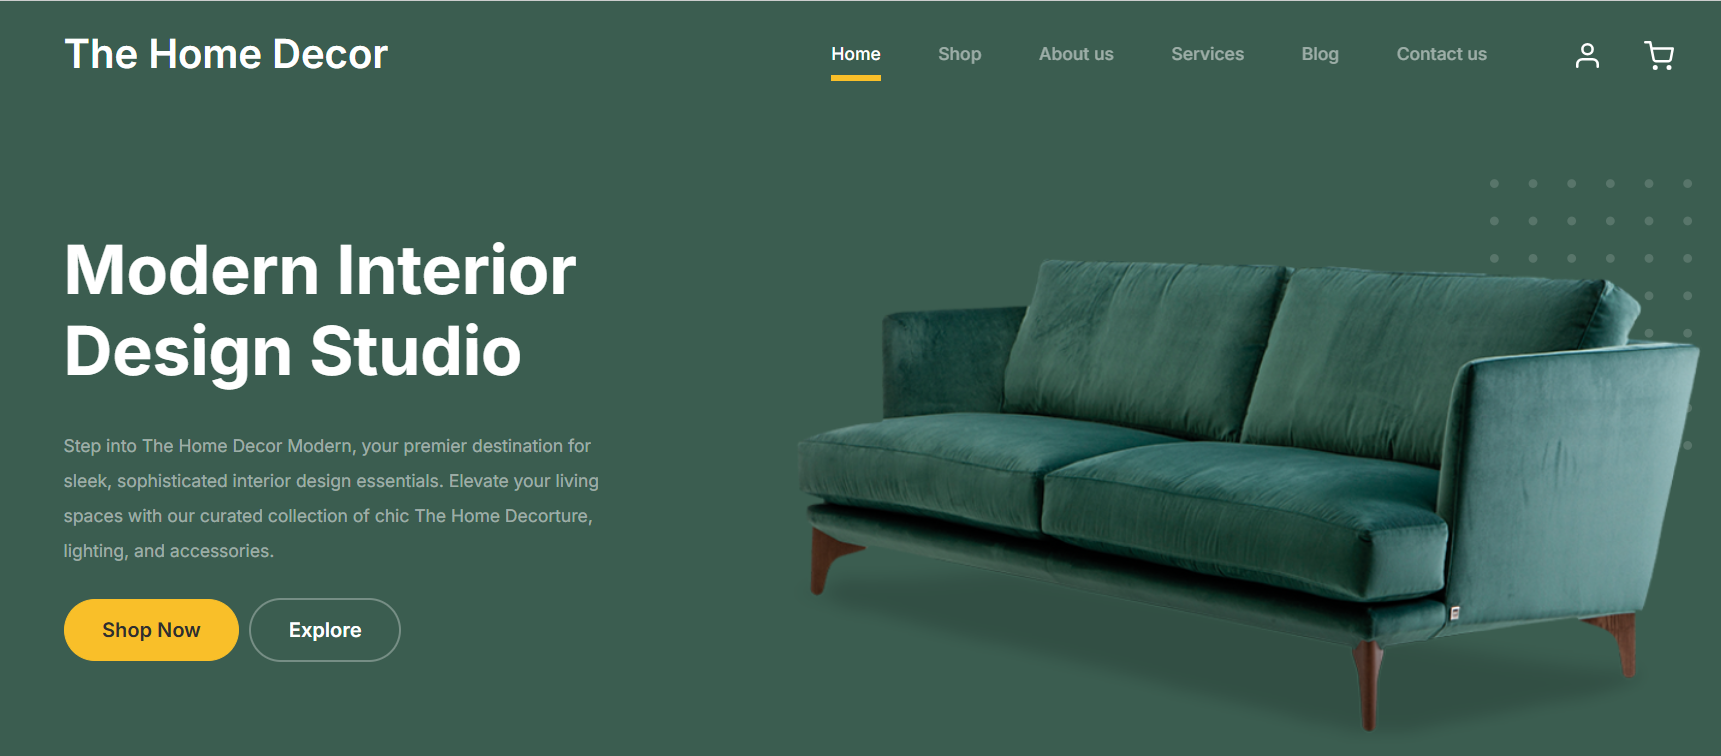 The Home Decor
Home Shop About us Services Blog Contact us
Modern Interior
Design Studio
Step into The Home Decor Modern, your premier destination for
sleek, sophisticated interior design essentials. Elevate your living
spaces with our curated collection of chic The Home Decorture,
lighting, and accessories.
Shop Now Explore